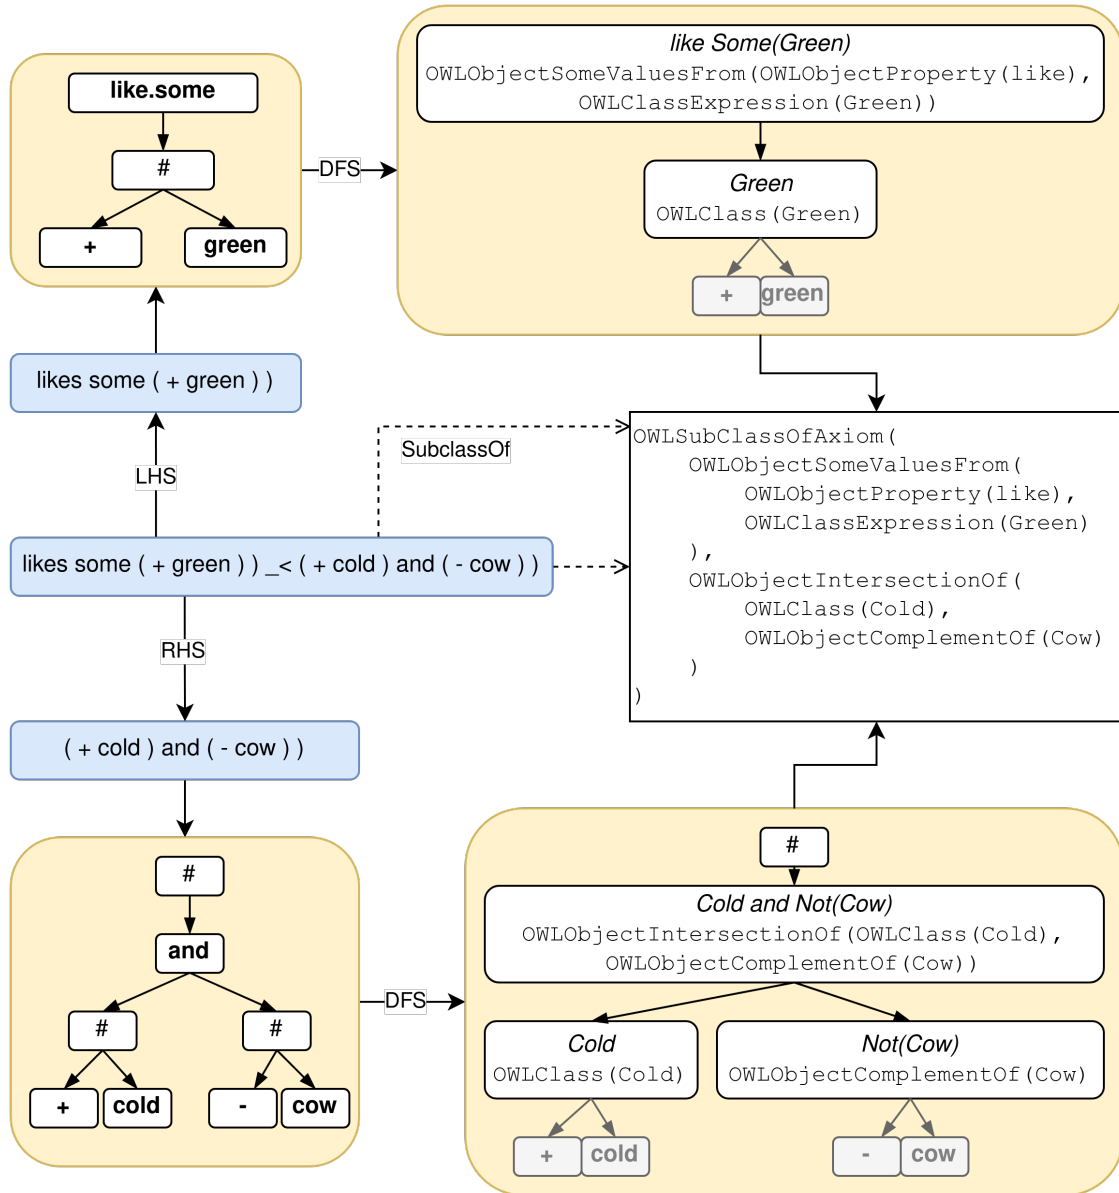 like.some
#
+
green
DFS
like Some(Green)
OWLObjectSomeValuesFrom(OWLObjectProperty(like),
OWLClassExpression(Green))
Green
OWLClass(Green)
+
green
likes some ( + green ) )
LHS
SubclassOf
likes some ( + green ) ) _< ( + cold ) and ( - cow ) )
OWLSubClassOfAxiom(
OWLObjectSomeValuesFrom(
OWLObjectProperty(like),
OWLClassExpression(Green)
),
OWLObjectIntersectionOf(
OWLClass(Cold),
OWLObjectComplementOf(Cow)
)
)
RHS
( + cold ) and ( - cow ) )
#
and
#
#
+
cold
-
cow
DFS
#
Cold and Not(Cow)
OWLObjectIntersectionOf(OWLClass(Cold),
OWLObjectComplementOf(Cow))
Cold
OWLClass(Cold)
Not(Cow)
OWLObjectComplementOf(Cow)
+
cold
-
cow